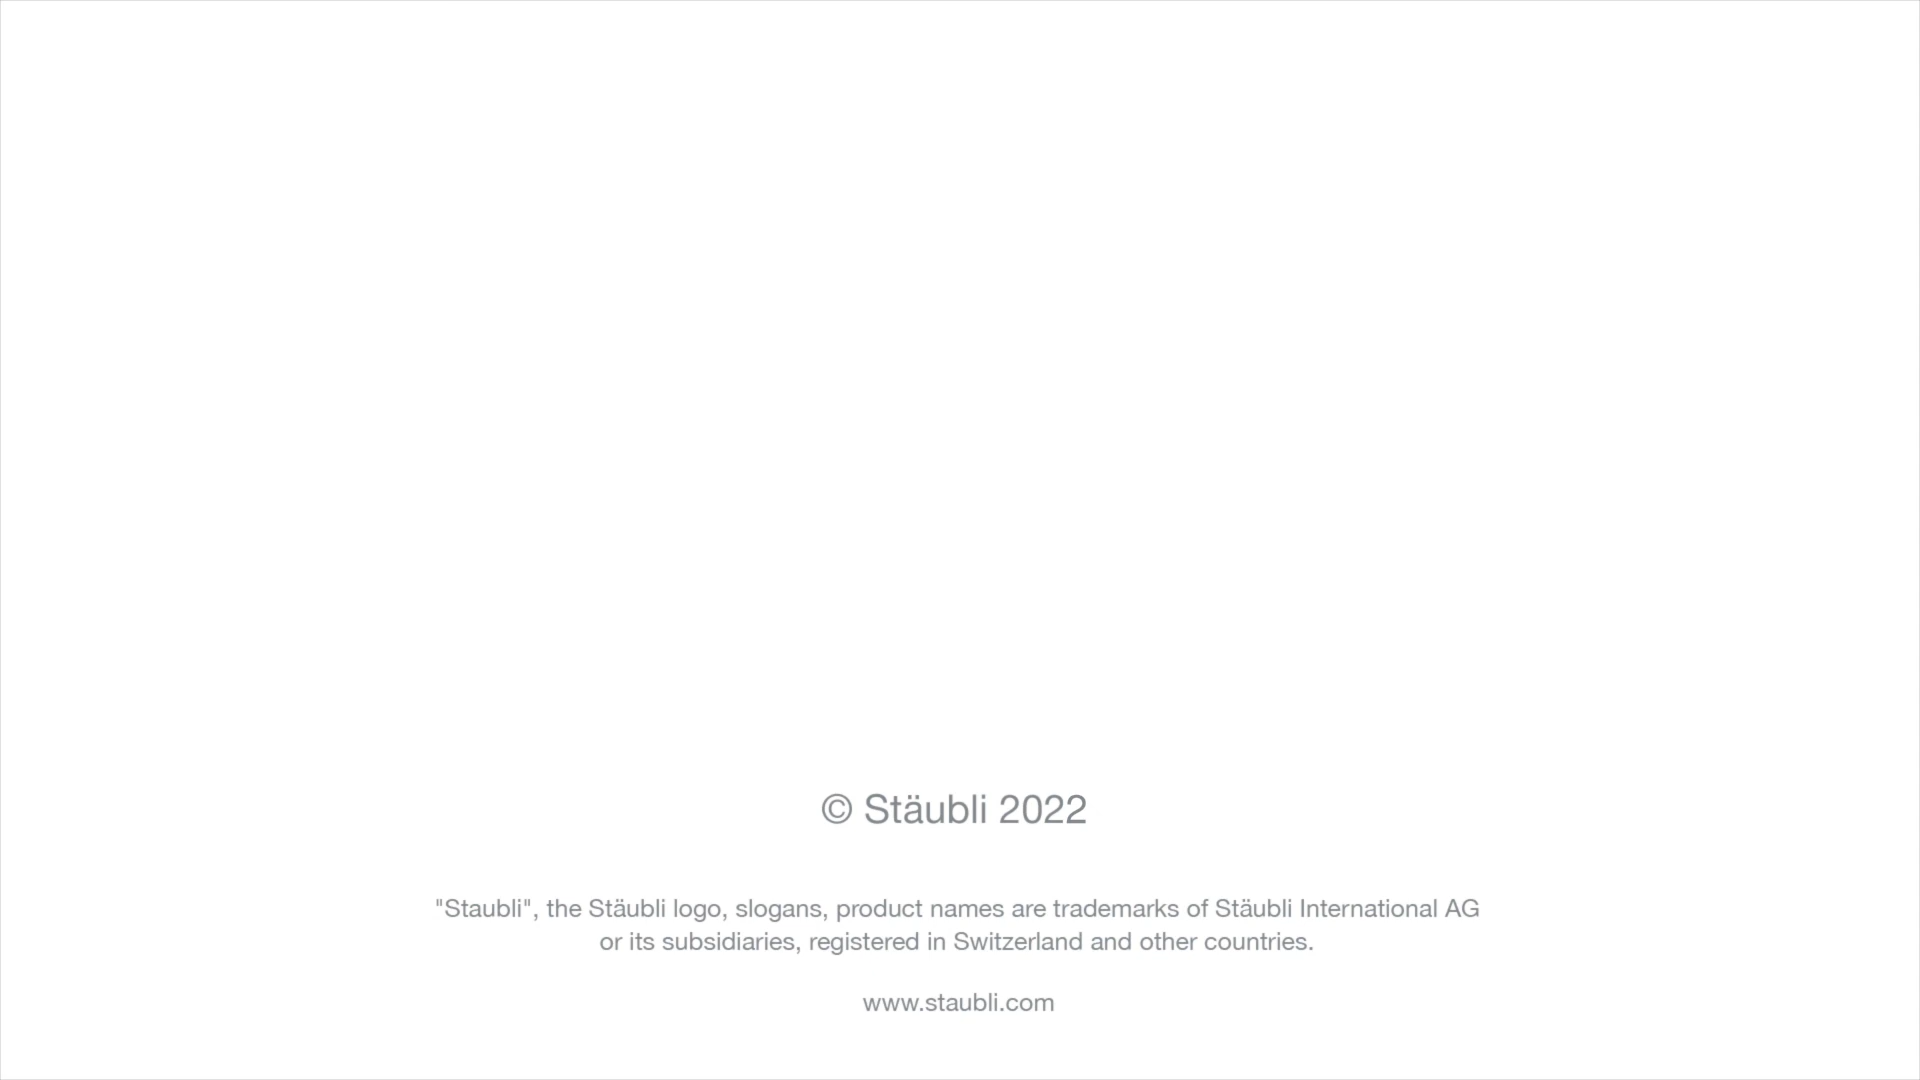 © Stäubli 2022
"Staubli", the Stäubli logo, slogans, product names are trademarks of Stäubli International AG
or its subsidiaries, registered in Switzerland and other countries.
www.staubli.com